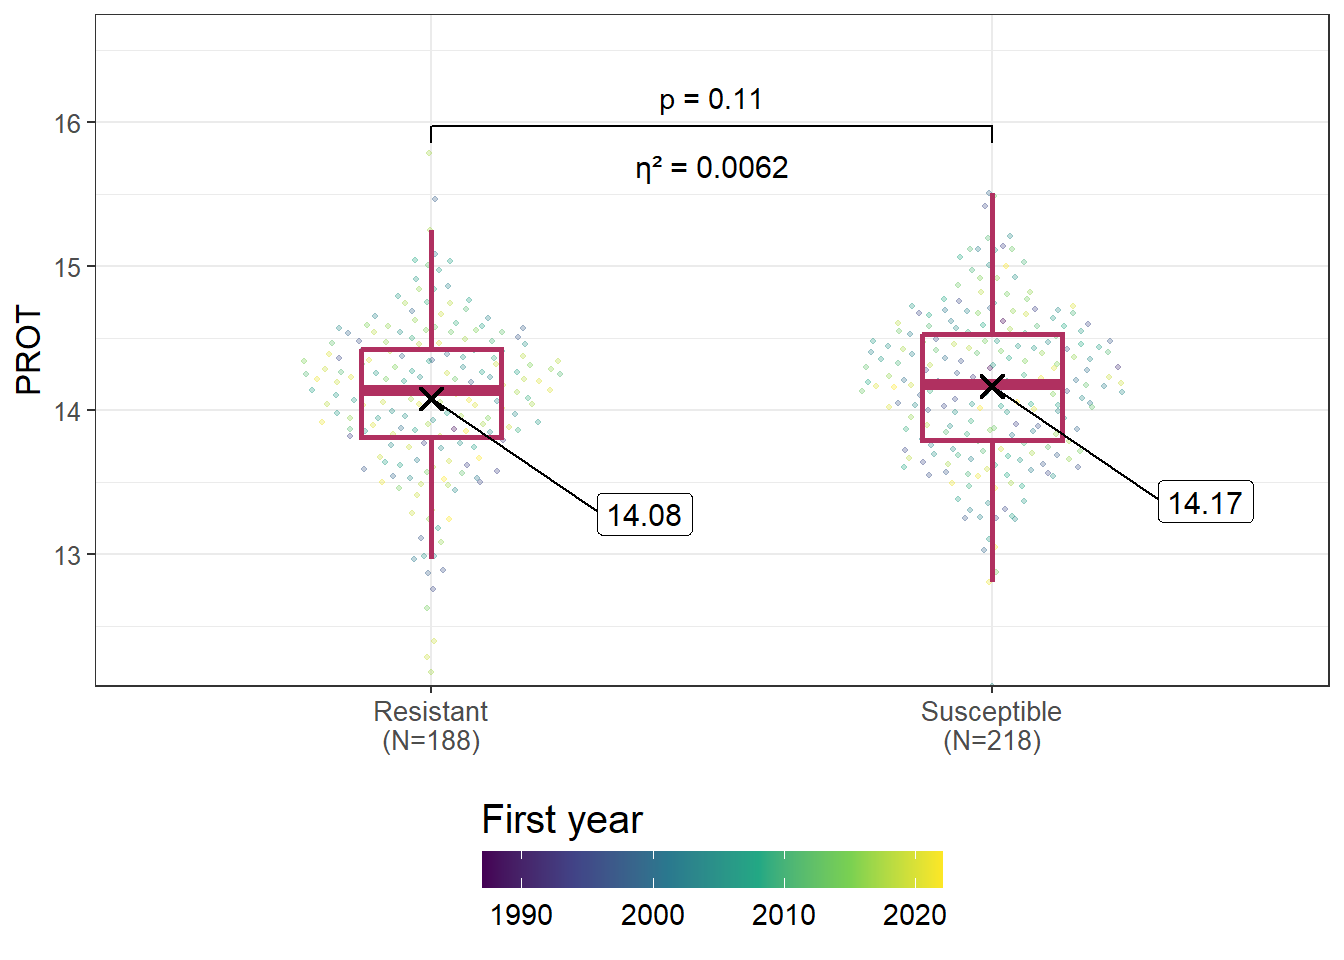 p = 0.11
η² = 0.0062
PROT
16
15
14
13
14.08
14.17
Resistant
(N=188)
Susceptible
(N=218)
First year
1990 2000 2010 2020